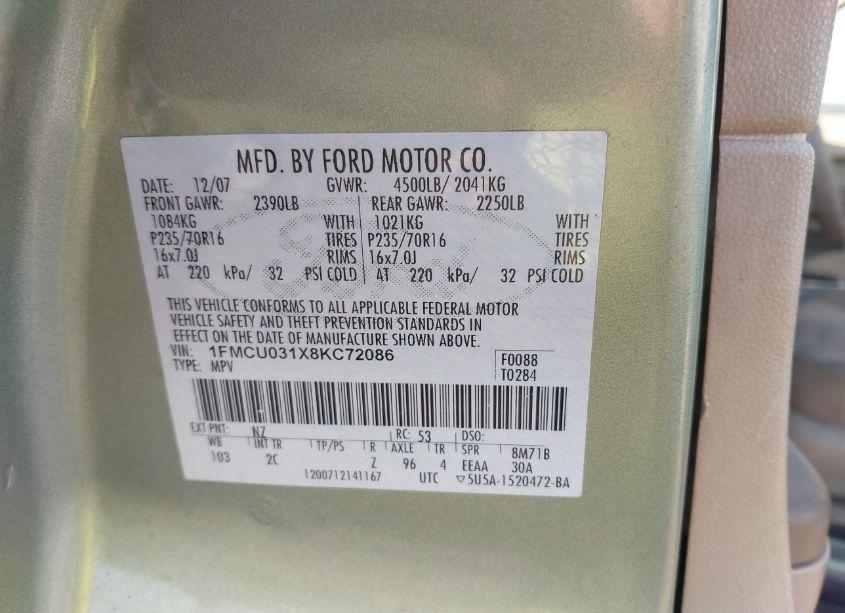 MFD. BY FORD MOTOR CO.
DATE: 12/07 GVWR: 4500LB/ 2041KG
FRONT GAWR: 2390LB REAR GAWR: 2250LB
1084KG WITH 1021KG WITH
P235/70R16 TIRES P235/70R16 TIRES
16x7.0J RIMS 16x7.0J RIMS
AT 220 kPa/ 32 PSI COLD AT 220 kPa/ 32 PSI COLD
THIS VEHICLE CONFORMS TO ALL APPLICABLE FEDERAL MOTOR
VEHICLE SAFETY AND THEFT PREVENTION STANDARDS IN
EFFECT ON THE DATE OF MANUFACTURE SHOWN ABOVE.
VIN: 1FMCU031X8KC72086 F0088
TYPE: MPV T0284
EXT PNT: NZ RC: 53 DSO:
WB INT TR TP/PS R AXLE TR SPR 8M71B
103 2C Z 96 4 EEAA 30A
1200712141167 UTC ▽5U5A-1520472-BA